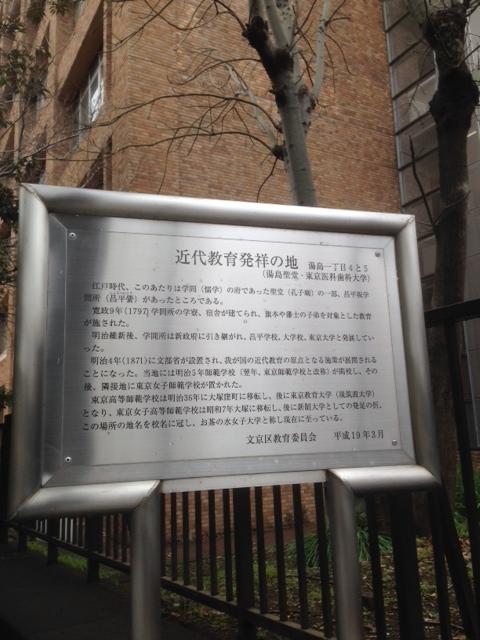 近代教育発祥の地 湯島一丁目4と5
(湯島聖堂・東京医科歯科大学)
江戸時代、このあたりは学問(儒学)の府であった聖堂(孔子廟)の一部、昌平坂学
問所(昌平黌)があったところである。
寛政9年(1797)学問所の学寮、宿舎が建てられ、旗本や藩士の子弟を対象とした教育
が施された。
明治維新後、学問所は新政府に引き継がれ、昌平学校、大学校、東京大学と発展してい
った。
明治4年(1871)に文部省が設置され、我が国の近代教育の原点となる施策が展開される
ことになった。当地には明治5年師範学校(翌年、東京師範学校と改称)が開校し、その
後、隣接地に東京女子師範学校が置かれた。
東京高等師範学校は明治36年に大塚窪町に移転し、後に東京教育大学(現筑波大学)
となり、東京女子高等師範学校は昭和7年大塚に移転し、後に新制大学としての発足の折、
この場所の地名を校名に冠し、お茶の水女子大学と称し現在に至っている。
文京区教育委員会 平成19年3月